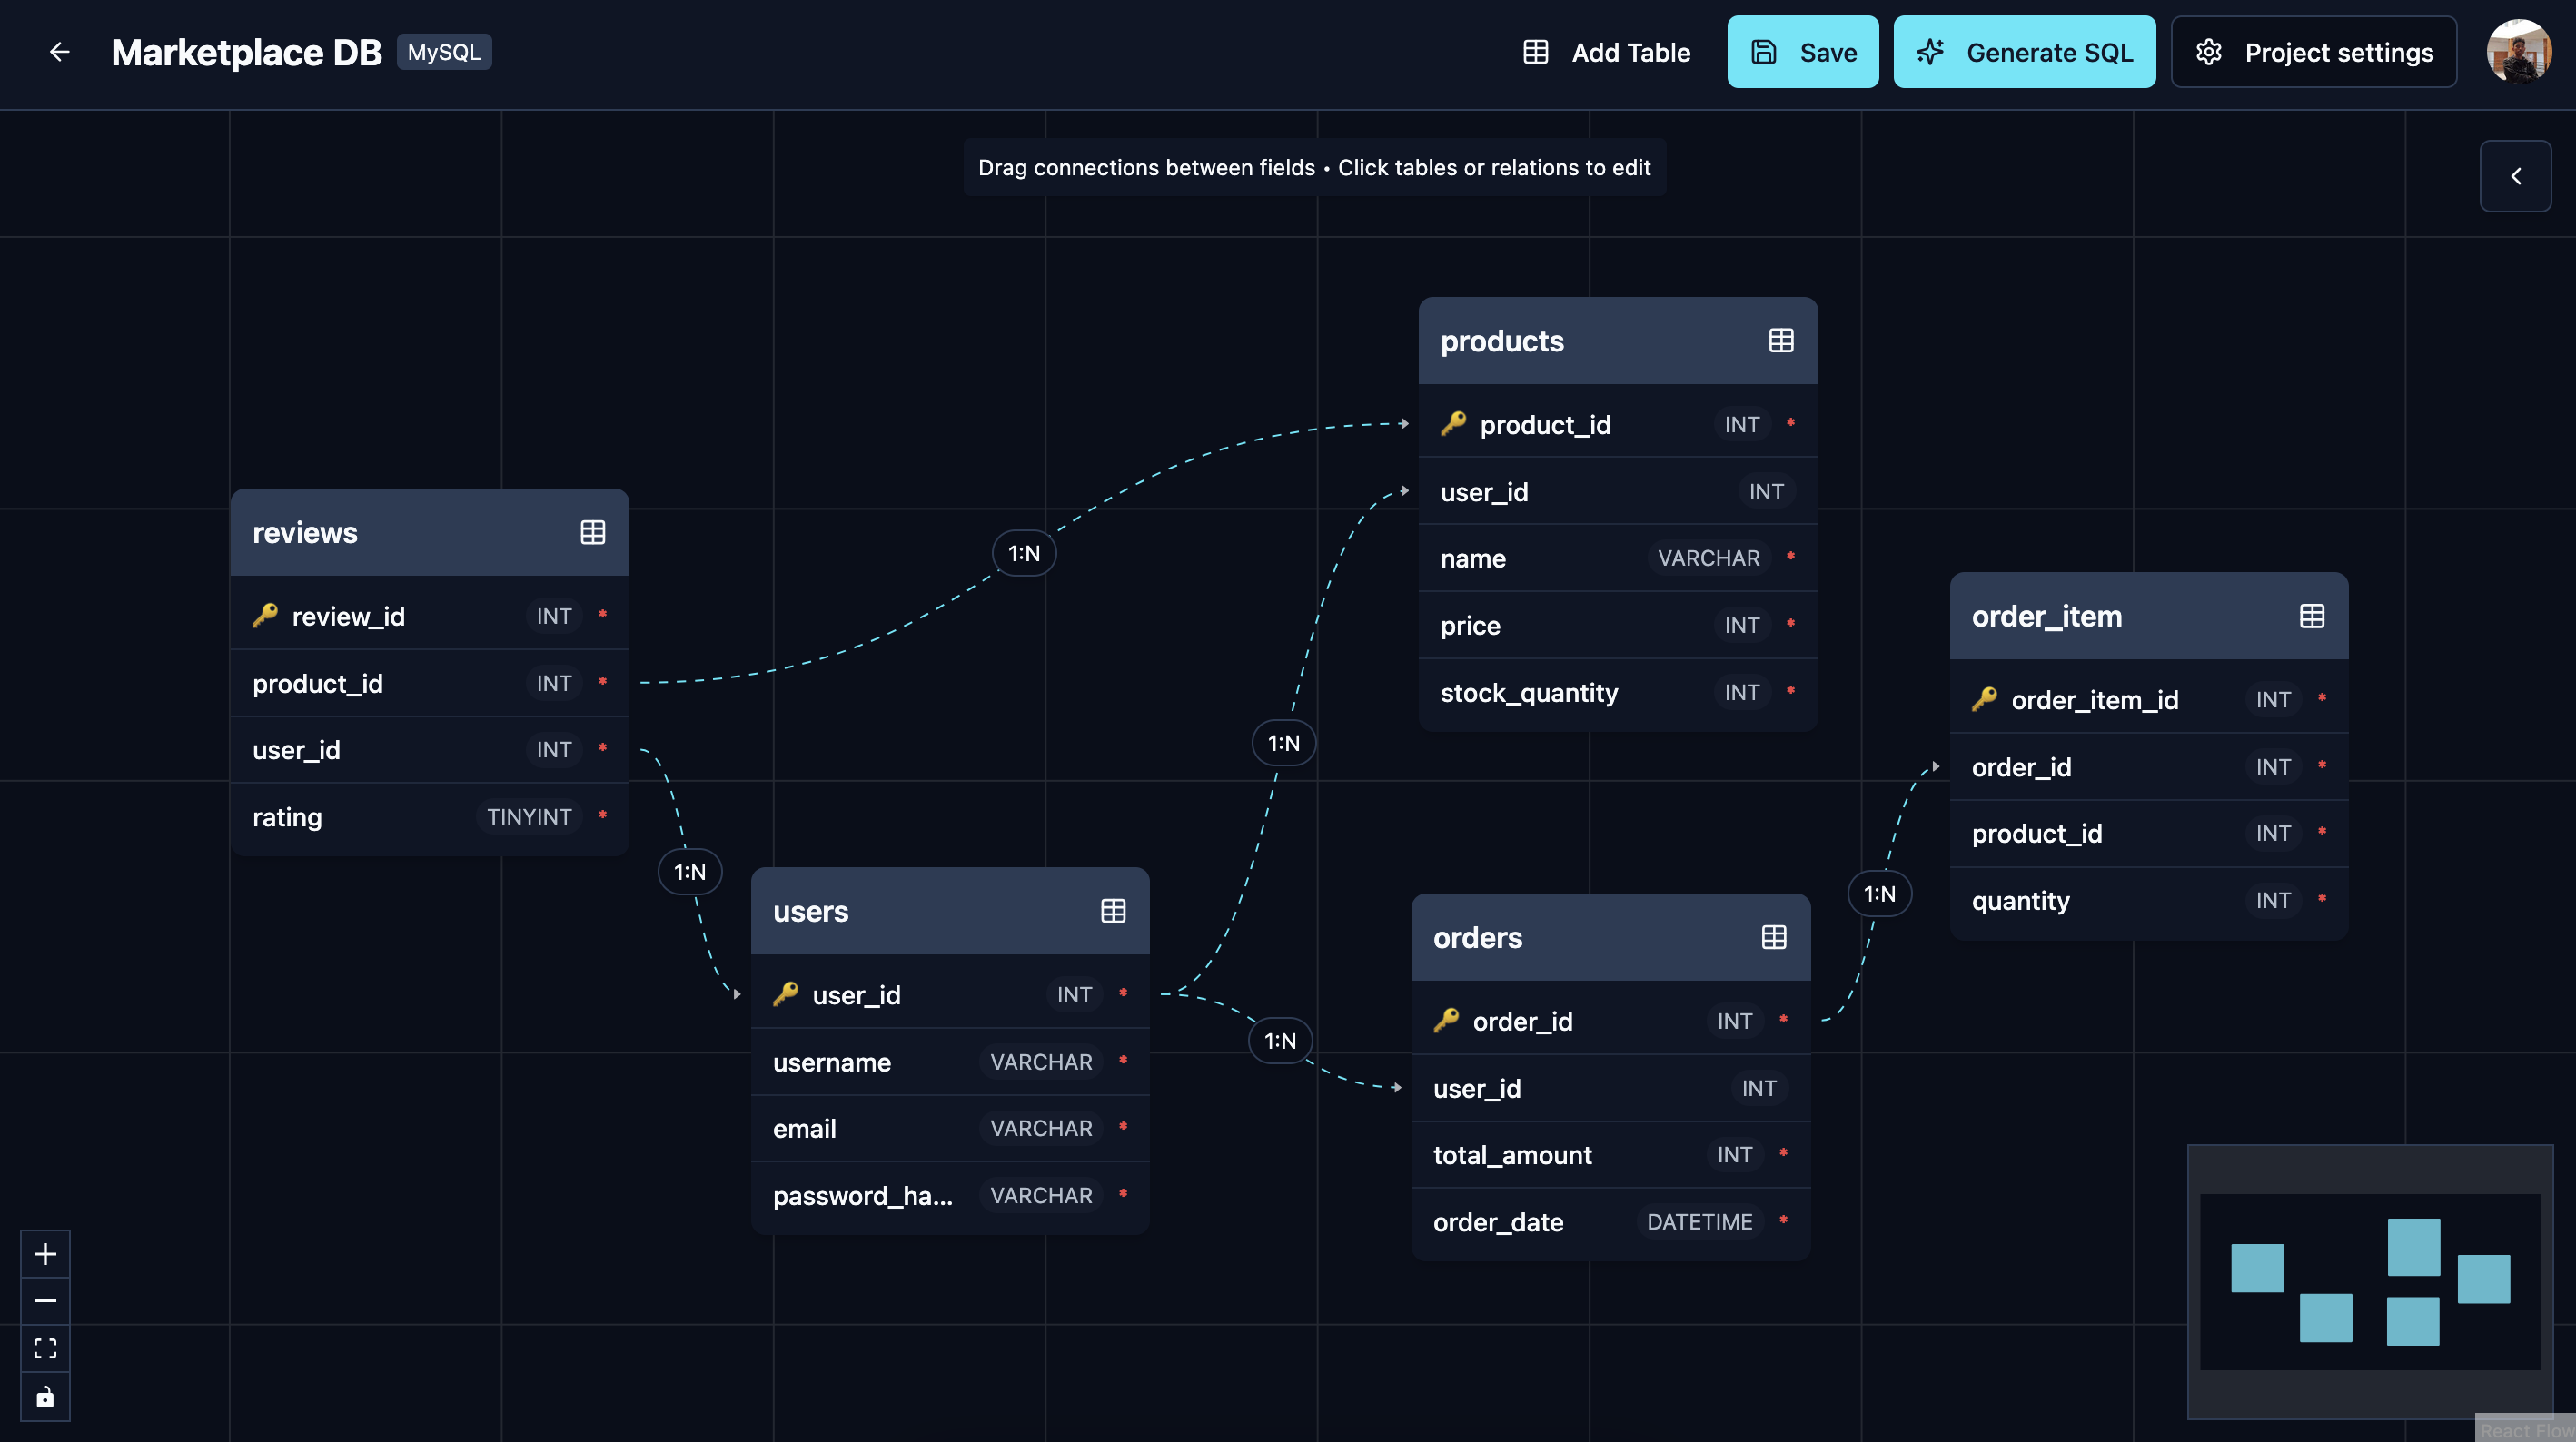 Marketplace DB MySQL
Add Table
Save
Generate SQL
Project settings
Drag connections between fields • Click tables or relations to edit
products
product_id INT *
user_id INT
name VARCHAR *
price INT *
stock_quantity INT *
reviews
review_id INT *
product_id INT *
user_id INT *
rating TINYINT *
1:N
1:N
1:N
1:N
1:N
order_item
order_item_id INT *
order_id INT *
product_id INT *
quantity INT *
users
user_id INT *
username VARCHAR *
email VARCHAR *
password_ha... VARCHAR *
orders
order_id INT *
user_id INT
total_amount INT *
order_date DATETIME *
React Flow